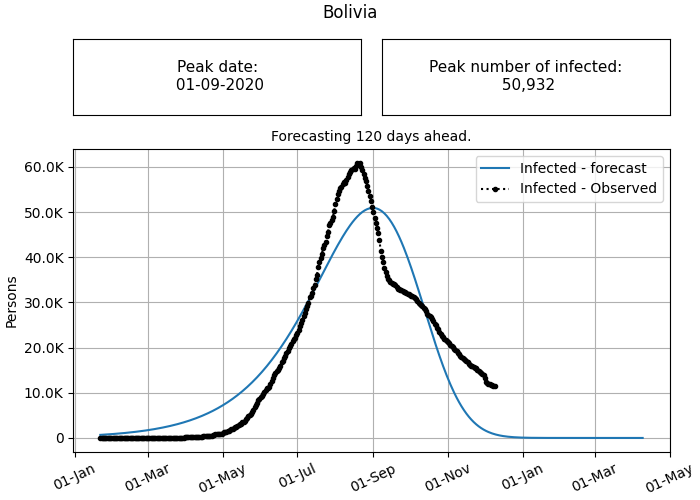 Bolivia
Peak date:
01-09-2020
Peak number of infected:
50,932
Forecasting 120 days ahead.
Infected - forecast
Infected - Observed
Persons
60.0K
50.0K
40.0K
30.0K
20.0K
10.0K
0
01-Jan
01-Mar
01-May
01-Jul
01-Sep
01-Nov
01-Jan
01-Mar
01-May